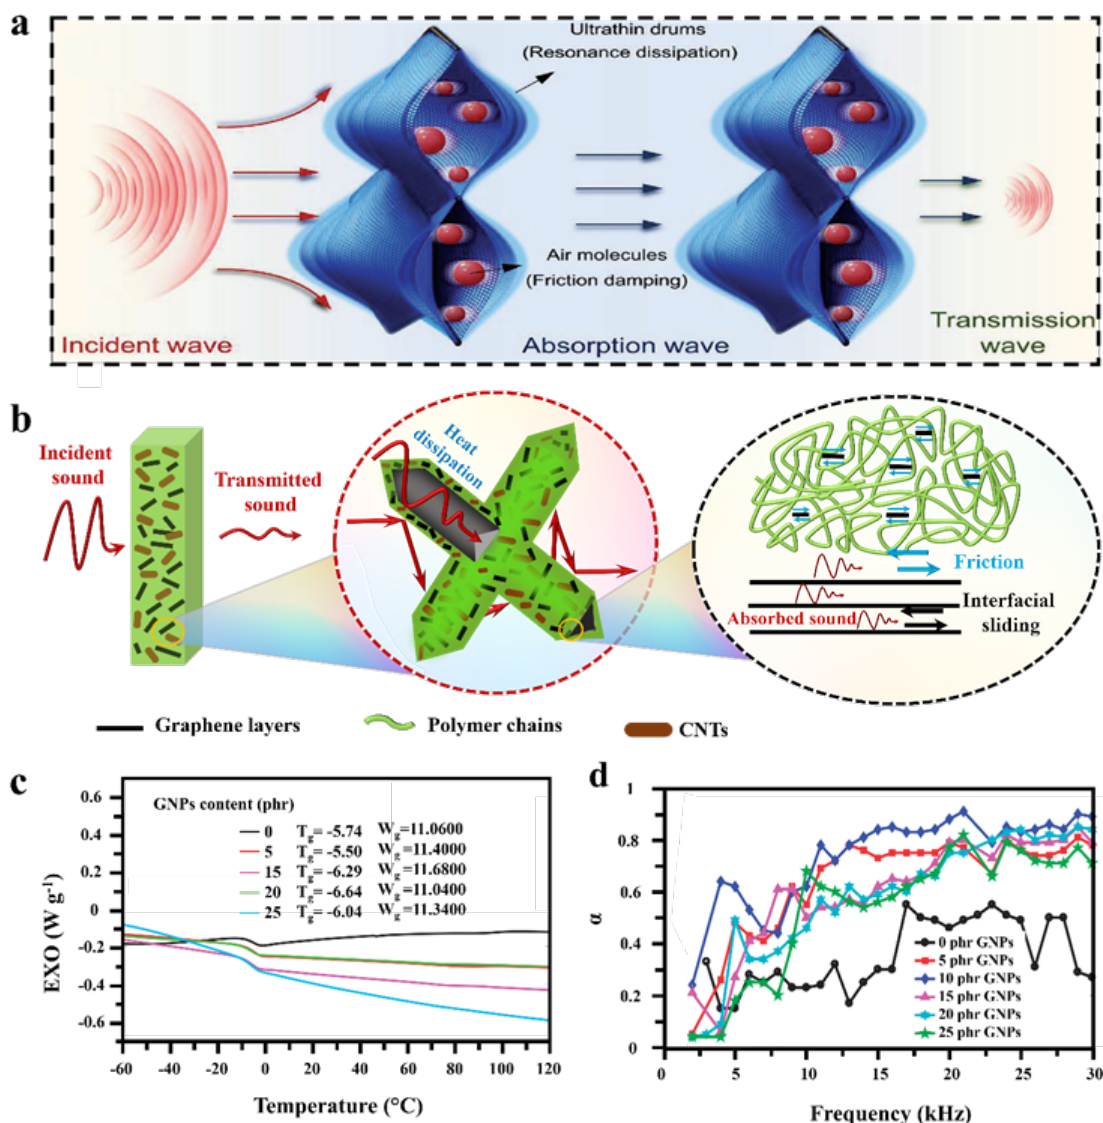 a
Ultrathin drums
(Resonance dissipation)
Air molecules
(Friction damping)
Incident wave
Absorption wave
Transmission
wave
b
Incident
sound
Transmitted
sound
Heat
dissipation
Friction
Interfacial
sliding
Absorbed sound
Graphene layers
Polymer chains
CNTs
c
GNPs content (phr)
0 Tg= -5.74 Wg=11.0600
5 Tg= -5.50 Wg=11.4000
15 Tg= -6.29 Wg=11.6800
20 Tg= -6.64 Wg=11.0400
25 Tg= -6.04 Wg=11.3400
0.6
0.4
0.2
0
-0.2
-0.4
-0.6
EXO (W g-1)
-60 -40 -20 0 20 40 60 80 100 120
Temperature (°C)
d
1
0.8
0.6
0.4
0.2
0
α
0 phr GNPs
5 phr GNPs
10 phr GNPs
15 phr GNPs
20 phr GNPs
25 phr GNPs
0 5 10 15 20 25 30
Frequency (kHz)